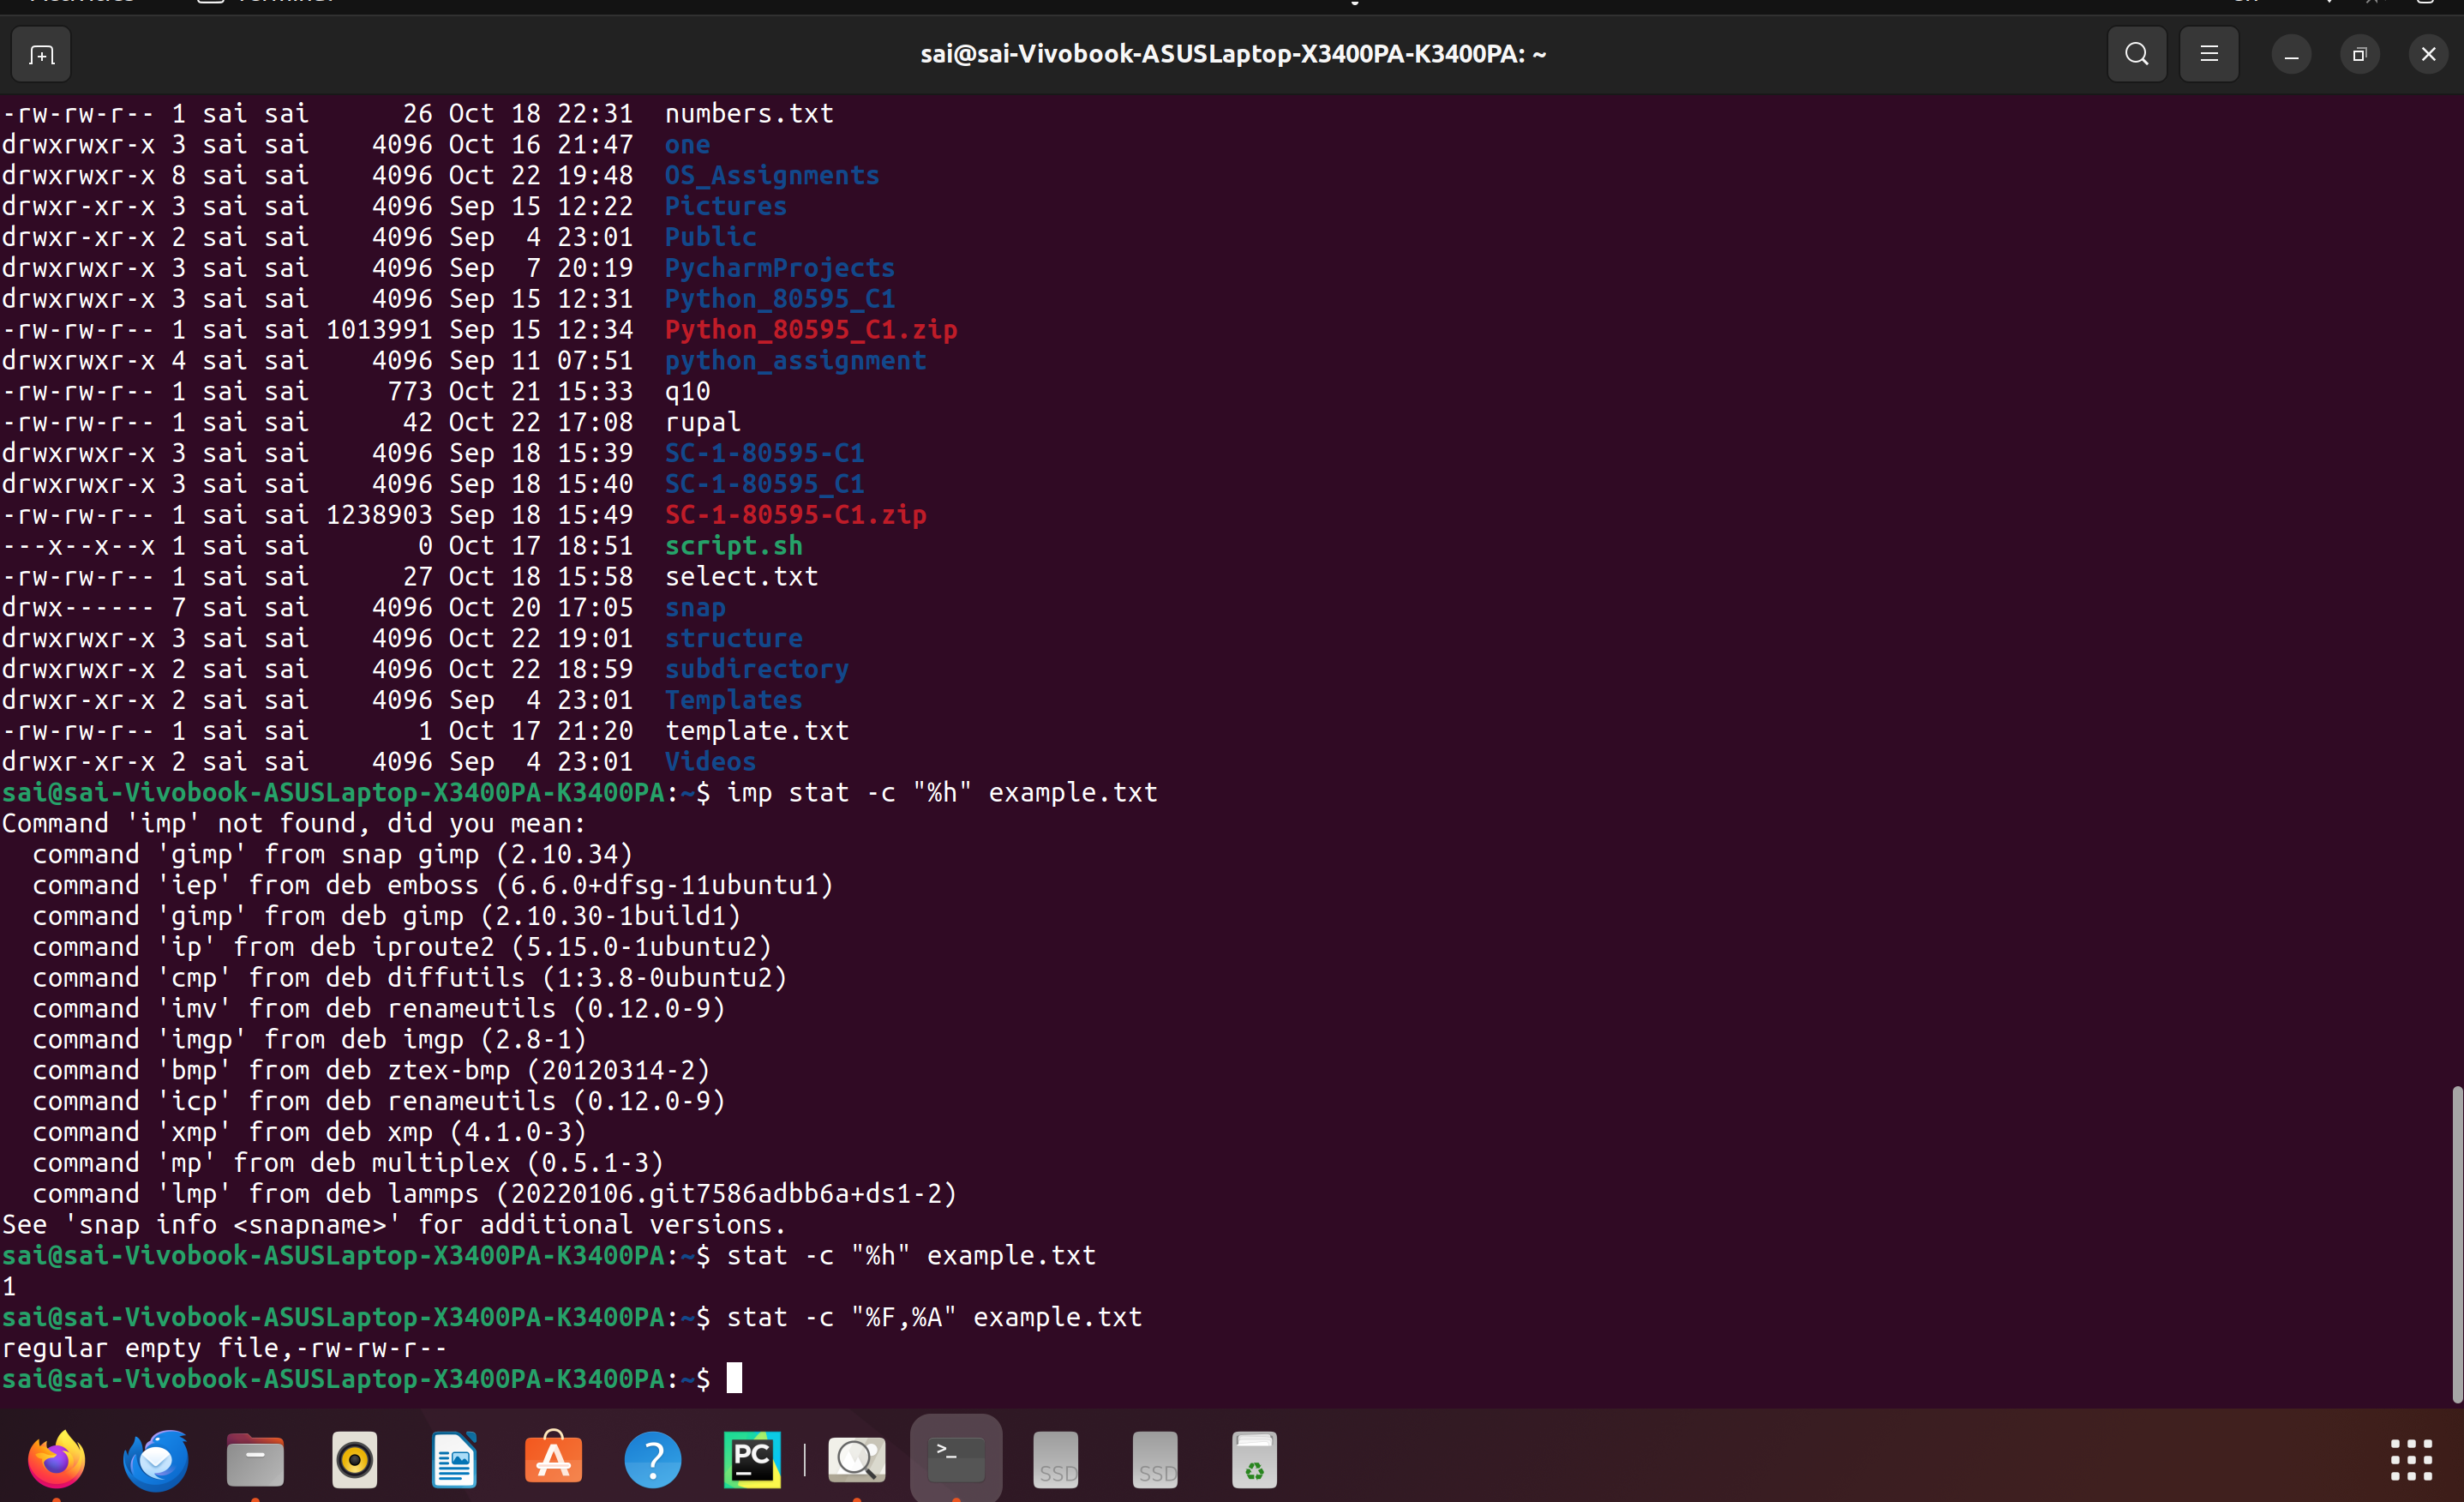 sai@sai-Vivobook-ASUSLaptop-X3400PA-K3400PA: ~
-rw-rw-r-- 1 sai sai      26 Oct 18 22:31  numbers.txt
drwxrwxr-x 3 sai sai    4096 Oct 16 21:47  one
drwxrwxr-x 8 sai sai    4096 Oct 22 19:48  OS_Assignments
drwxr-xr-x 3 sai sai    4096 Sep 15 12:22  Pictures
drwxr-xr-x 2 sai sai    4096 Sep  4 23:01  Public
drwxrwxr-x 3 sai sai    4096 Sep  7 20:19  PycharmProjects
drwxrwxr-x 3 sai sai    4096 Sep 15 12:31  Python_80595_C1
-rw-rw-r-- 1 sai sai 1013991 Sep 15 12:34  Python_80595_C1.zip
drwxrwxr-x 4 sai sai    4096 Sep 11 07:51  python_assignment
-rw-rw-r-- 1 sai sai     773 Oct 21 15:33  q10
-rw-rw-r-- 1 sai sai      42 Oct 22 17:08  rupal
drwxrwxr-x 3 sai sai    4096 Sep 18 15:39  SC-1-80595-C1
drwxrwxr-x 3 sai sai    4096 Sep 18 15:40  SC-1-80595_C1
-rw-rw-r-- 1 sai sai 1238903 Sep 18 15:49  SC-1-80595-C1.zip
---x--x--x 1 sai sai       0 Oct 17 18:51  script.sh
-rw-rw-r-- 1 sai sai      27 Oct 18 15:58  select.txt
drwx------ 7 sai sai    4096 Oct 20 17:05  snap
drwxrwxr-x 3 sai sai    4096 Oct 22 19:01  structure
drwxrwxr-x 2 sai sai    4096 Oct 22 18:59  subdirectory
drwxr-xr-x 2 sai sai    4096 Sep  4 23:01  Templates
-rw-rw-r-- 1 sai sai       1 Oct 17 21:20  template.txt
drwxr-xr-x 2 sai sai    4096 Sep  4 23:01  Videos
sai@sai-Vivobook-ASUSLaptop-X3400PA-K3400PA:~$ imp stat -c "%h" example.txt
Command 'imp' not found, did you mean:
  command 'gimp' from snap gimp (2.10.34)
  command 'iep' from deb emboss (6.6.0+dfsg-11ubuntu1)
  command 'gimp' from deb gimp (2.10.30-1build1)
  command 'ip' from deb iproute2 (5.15.0-1ubuntu2)
  command 'cmp' from deb diffutils (1:3.8-0ubuntu2)
  command 'imv' from deb renameutils (0.12.0-9)
  command 'imgp' from deb imgp (2.8-1)
  command 'bmp' from deb ztex-bmp (20120314-2)
  command 'icp' from deb renameutils (0.12.0-9)
  command 'xmp' from deb xmp (4.1.0-3)
  command 'mp' from deb multiplex (0.5.1-3)
  command 'lmp' from deb lammps (20220106.git7586adbb6a+ds1-2)
See 'snap info <snapname>' for additional versions.
sai@sai-Vivobook-ASUSLaptop-X3400PA-K3400PA:~$ stat -c "%h" example.txt
1
sai@sai-Vivobook-ASUSLaptop-X3400PA-K3400PA:~$ stat -c "%F,%A" example.txt
regular empty file,-rw-rw-r--
sai@sai-Vivobook-ASUSLaptop-X3400PA-K3400PA:~$
PC
>_
SSD
SSD